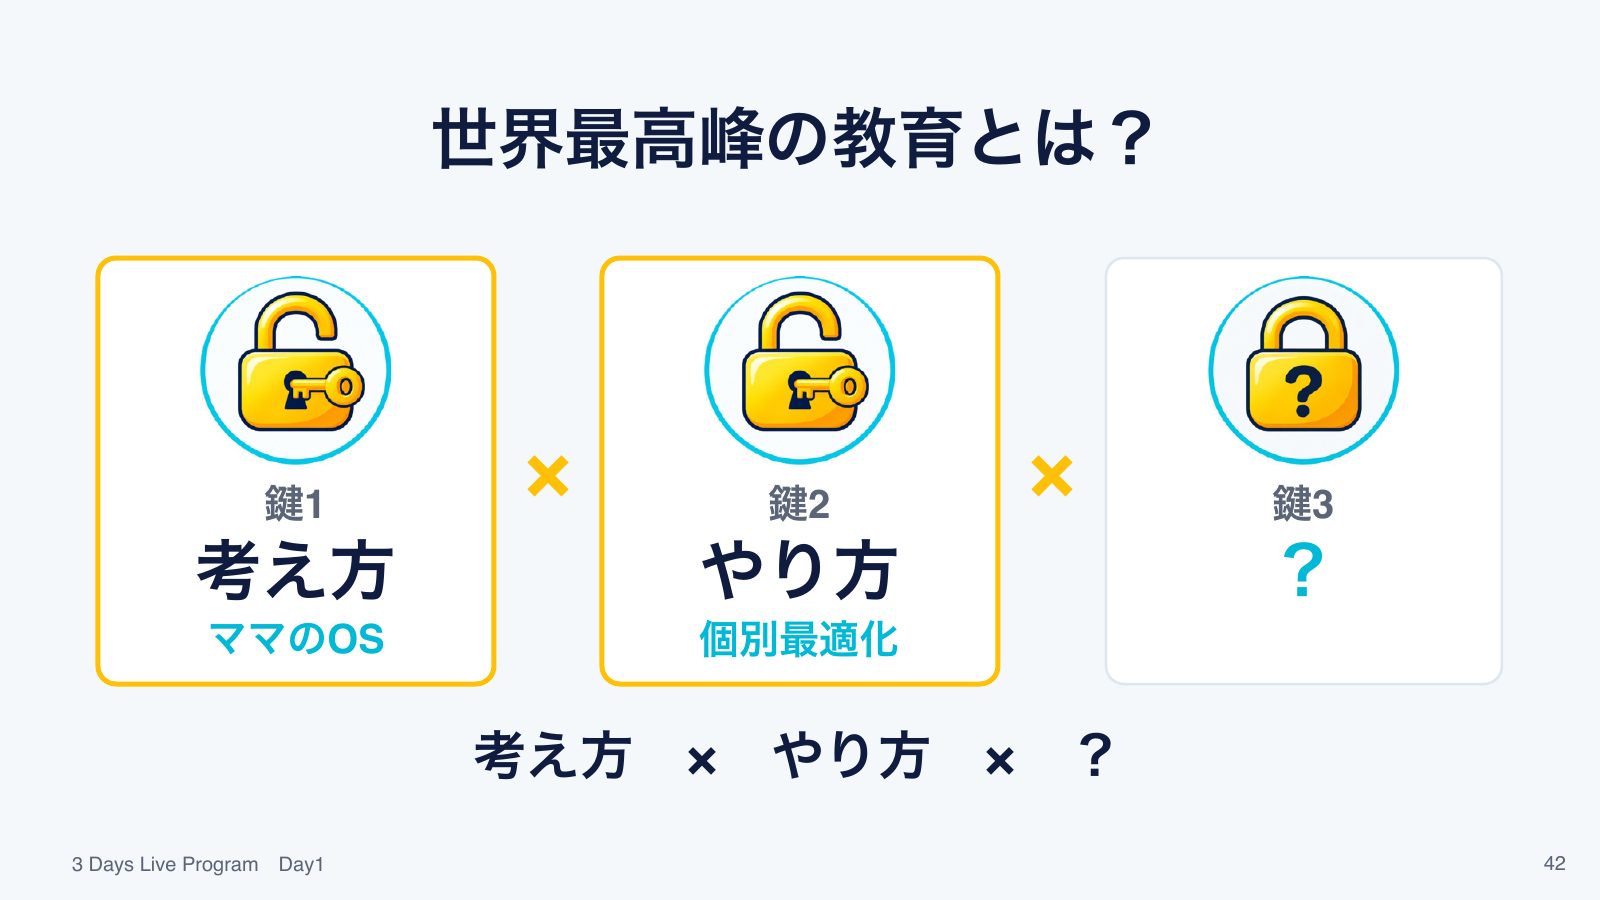 世界最高峰の教育とは？
?
鍵1
考え方
ママのOS
×
鍵2
やり方
個別最適化
×
鍵3
？
考え方　×　やり方　×　？
3 Days Live Program　Day1
42